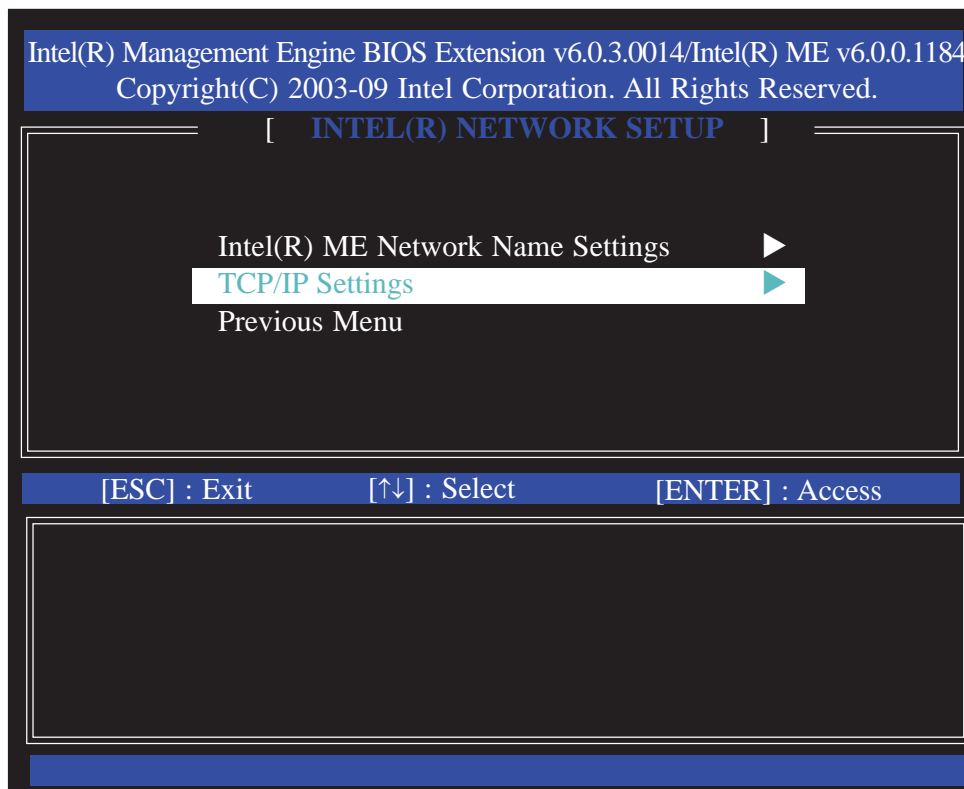 Intel(R) Management Engine BIOS Extension v6.0.3.0014/Intel(R) ME v6.0.0.1184
Copyright(C) 2003-09 Intel Corporation. All Rights Reserved.
[ INTEL(R) NETWORK SETUP ]
Intel(R) ME Network Name Settings ▶
TCP/IP Settings ▶
Previous Menu
[ESC] : Exit [↑↓] : Select [ENTER] : Access